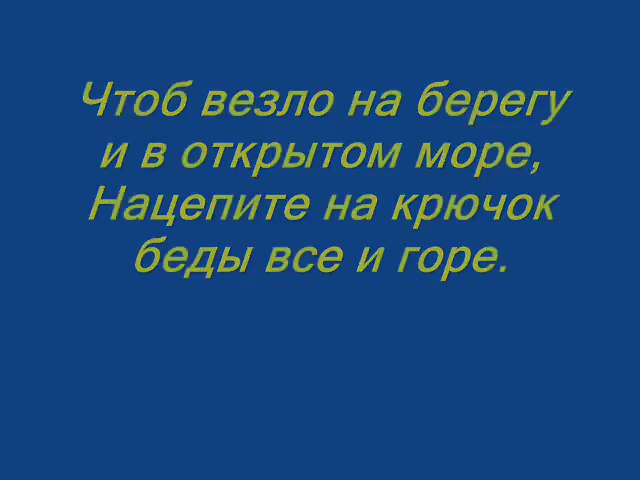 Чтоб везло на берегу
и в открытом море,
Нацепите на крючок
беды все и горе.